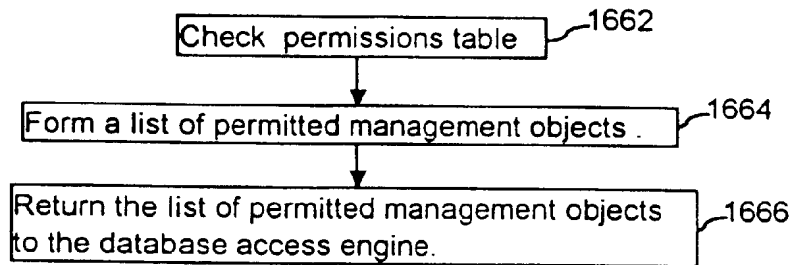 Check permissions table
1662
Form a list of permitted management objects .
1664
Return the list of permitted management objects
to the database access engine.
1666